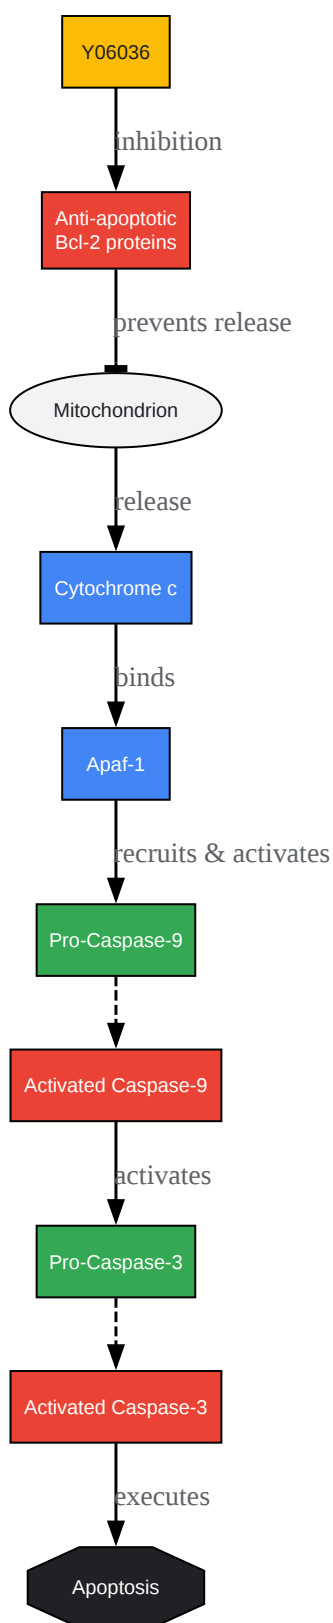 Y06036
inhibition
Anti-apoptotic
Bcl-2 proteins
prevents release
Mitochondrion
release
Cytochrome c
binds
Apaf-1
recruits & activates
Pro-Caspase-9
Activated Caspase-9
activates
Pro-Caspase-3
Activated Caspase-3
executes
Apoptosis